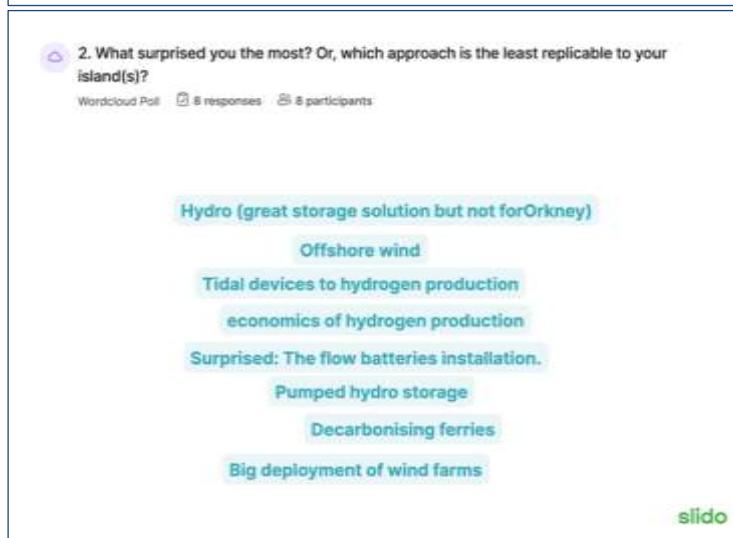 2. What surprised you the most? Or, which approach is the least replicable to your
island(s)?
Wordcloud Poll 8 responses 8 participants
Hydro (great storage solution but not forOrkney)
Offshore wind
Tidal devices to hydrogen production
economics of hydrogen production
Surprised: The flow batteries installation.
Pumped hydro storage
Decarbonising ferries
Big deployment of wind farms
slido